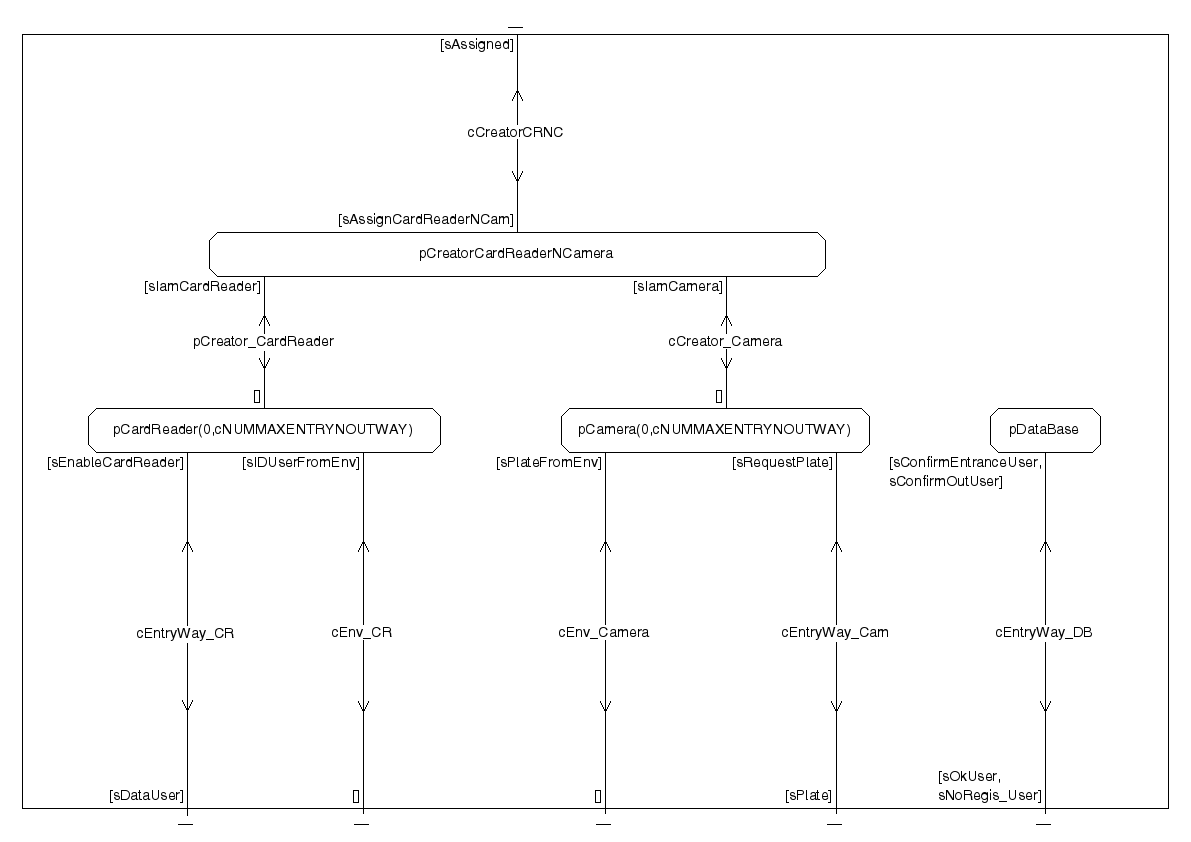 [sAssigned]
cCreatorCRNC
[sAssignCardReaderNCam]
pCreatorCardReaderNCamera
[sIamCardReader]
[sIamCamera]
pCreator_CardReader
cCreator_Camera
[]
[]
pCardReader(0,cNUMMAXENTRYNOUTWAY)
pCamera(0,cNUMMAXENTRYNOUTWAY)
pDataBase
[sEnableCardReader]
[sIDUserFromEnv]
[sPlateFromEnv]
[sRequestPlate]
[sConfirmEntranceUser,
sConfirmOutUser]
cEntryWay_CR
cEnv_CR
cEnv_Camera
cEntryWay_Cam
cEntryWay_DB
[sDataUser]
[]
[]
[sPlate]
[sOkUser,
sNoRegis_User]